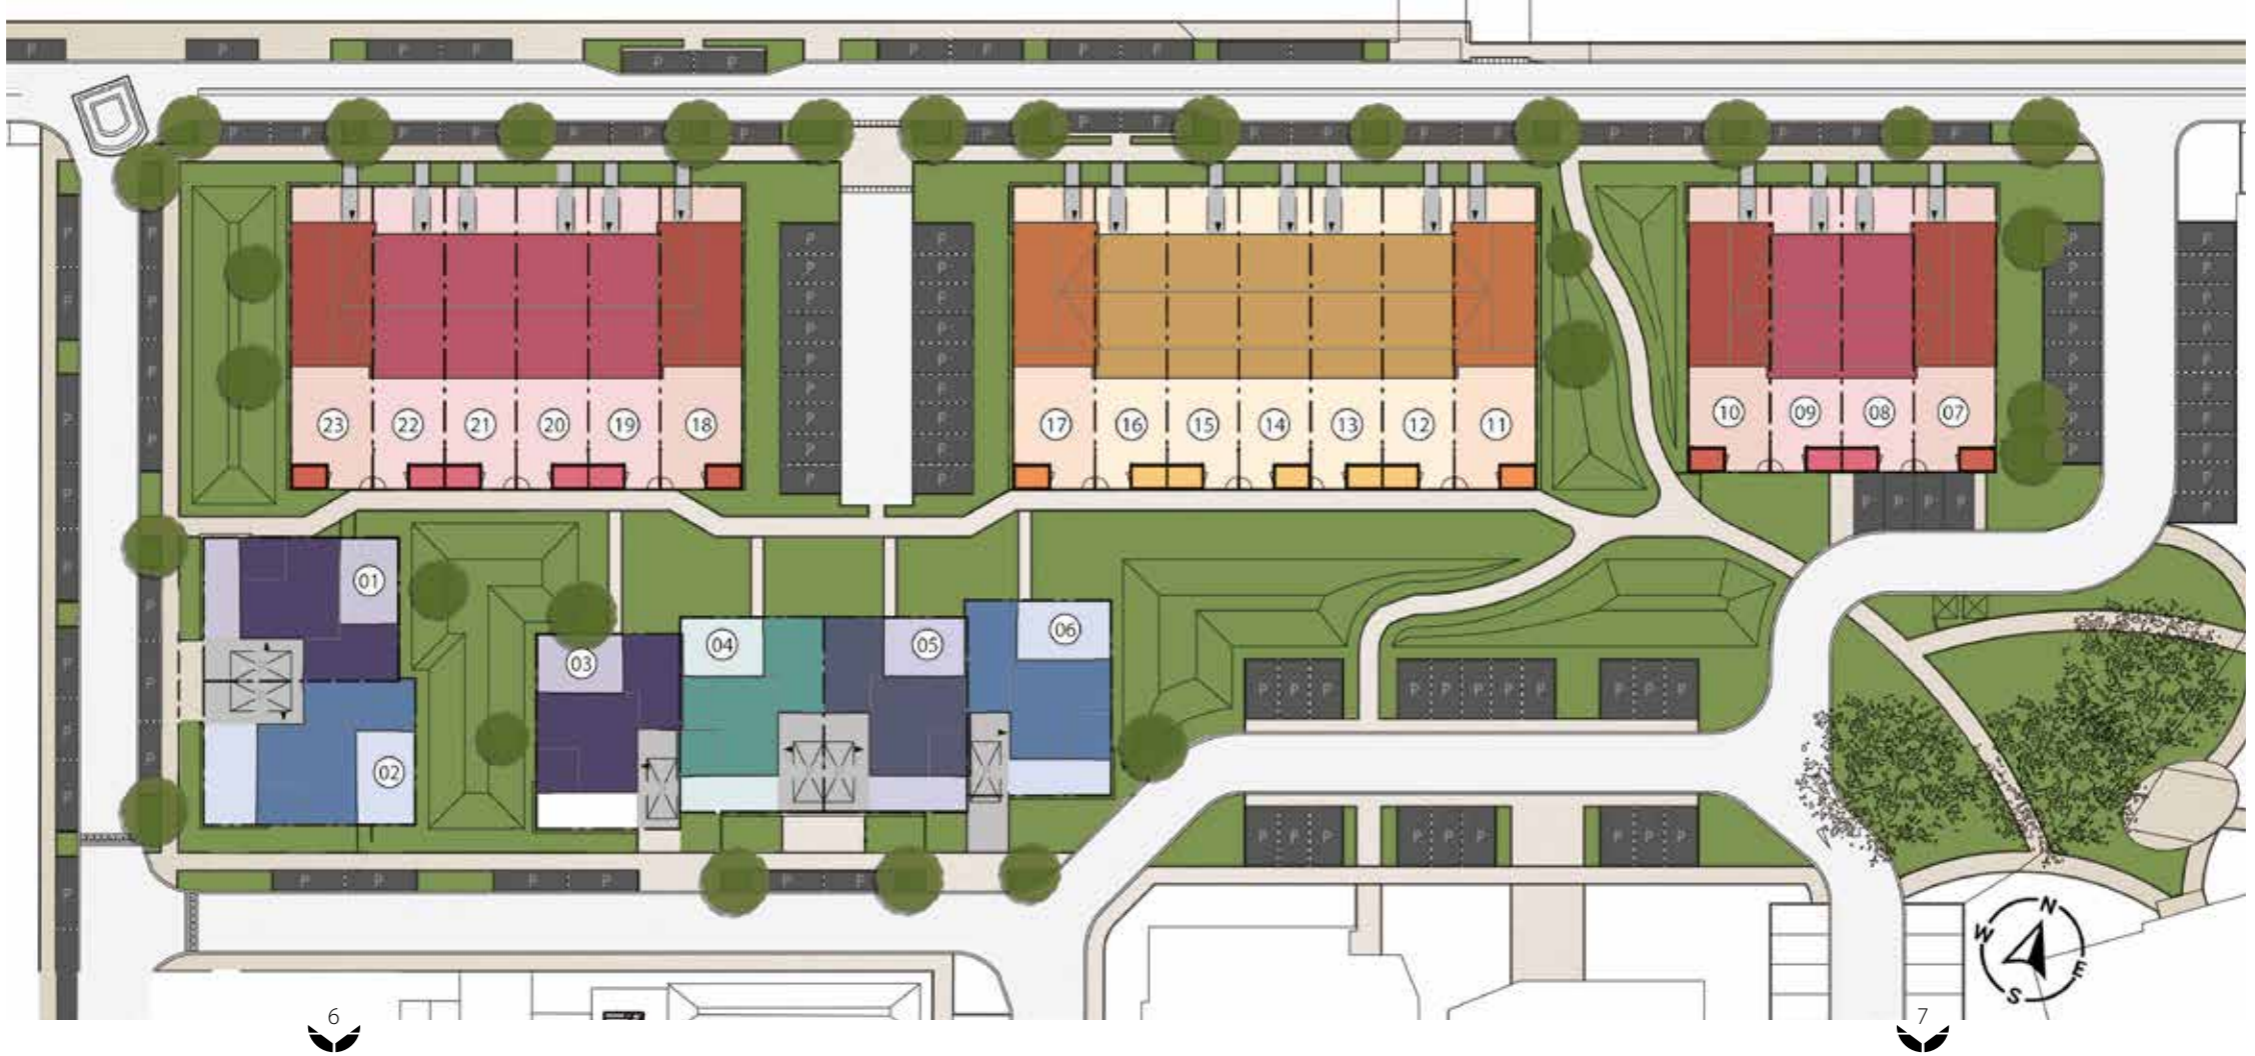 P P P P P P P P P P
P P P P P P P P P P P P P P P P P P P
P P P P P P
P P
P P
P P
P P
P P
P P
P P
P P
23 22 21 20 19 18
17 16 15 14 13 12 11
10 09 08 07
P P P P
01
02
03
04
05
06
P P P P P P P P P P P
P P P P P P P P P
P P P P P P
N
W
E
S
6
7